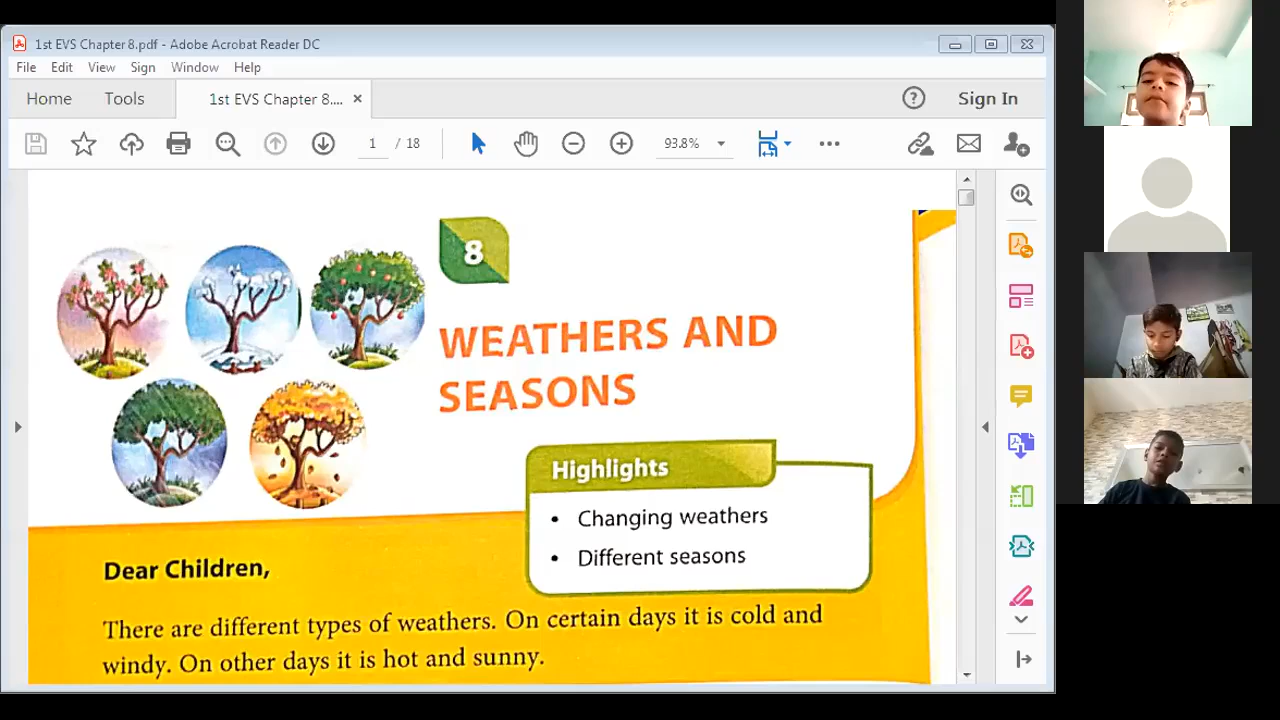 1st EVS Chapter 8.pdf - Adobe Acrobat Reader DC
File Edit View Sign Window Help
Home Tools 1st EVS Chapter 8.... × Sign In
1 / 18 93.8%
8
WEATHERS AND
SEASONS
Highlights
• Changing weathers
• Different seasons
Dear Children,
There are different types of weathers. On certain days it is cold and
windy. On other days it is hot and sunny.